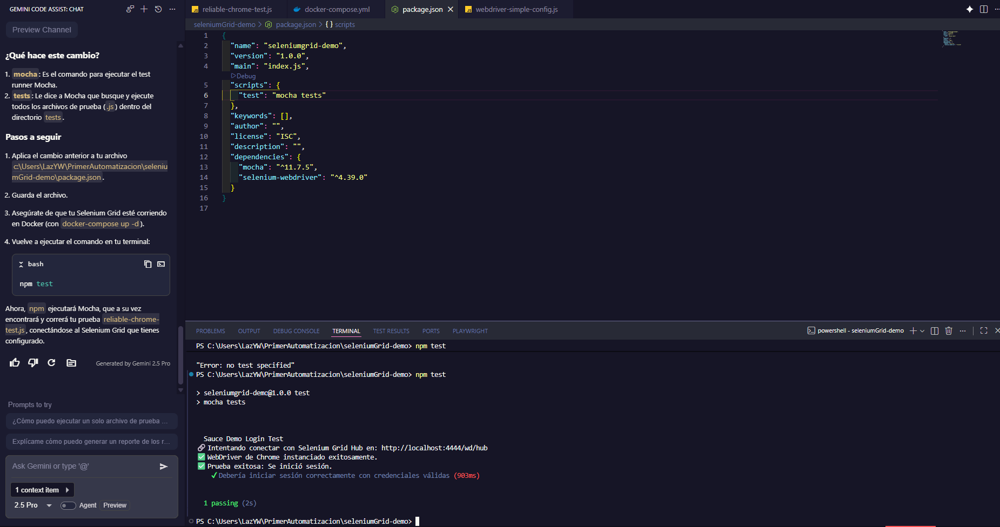 GEMINI CODE ASSIST: CHAT
Preview Channel
¿Qué hace este cambio?
1. mocha: Es el comando para ejecutar el test
runner Mocha.
2. tests: Le dice a Mocha que busque y ejecute
todos los archivos de prueba (.js) dentro del
directorio tests.
Pasos a seguir
1. Aplica el cambio anterior a tu archivo
c:\Users\LazYW\PrimerAutomatizacion\seleniu
mGrid-demo\package.json.
2. Guarda el archivo.
3. Asegúrate de que tu Selenium Grid esté corriendo
en Docker (con docker-compose up -d).
4. Vuelve a ejecutar el comando en tu terminal:
bash
npm test
Ahora, npm ejecutará Mocha, que a su vez
encontrará y correrá tu prueba reliable-chrome-
test.js, conectándose al Selenium Grid que tienes
configurado.
Generated by Gemini 2.5 Pro
Prompts to try
¿Cómo puedo ejecutar un solo archivo de prueba ...
Explícame cómo puedo generar un reporte de los r...
Ask Gemini or type '@'
1 context item
2.5 Pro Agent Preview
reliable-chrome-test.js docker-compose.yml package.json webdriver-simple-config.js
seleniumGrid-demo > package.json > { } scripts
1 {
2 "name": "seleniumgrid-demo",
3 "version": "1.0.0",
4 "main": "index.js",
Debug
5 "scripts": {
6 "test": "mocha tests"
7 },
8 "keywords": [],
9 "author": "",
10 "license": "ISC",
11 "description": "",
12 "dependencies": {
13 "mocha": "^11.7.5",
14 "selenium-webdriver": "^4.39.0"
15 }
16 }
17
PROBLEMS OUTPUT DEBUG CONSOLE TERMINAL TEST RESULTS PORTS PLAYWRIGHT
powershell - seleniumGrid-demo
PS C:\Users\LazYW\PrimerAutomatizacion\seleniumGrid-demo> npm test
"Error: no test specified"
PS C:\Users\LazYW\PrimerAutomatizacion\seleniumGrid-demo> npm test
> seleniumgrid-demo@1.0.0 test
> mocha tests
Sauce Demo Login Test
🔗 Intentando conectar con Selenium Grid Hub en: http://localhost:4444/wd/hub
✅ WebDriver de Chrome instanciado exitosamente.
✅ Prueba exitosa: Se inició sesión.
✓ Debería iniciar sesión correctamente con credenciales válidas (903ms)
1 passing (2s)
PS C:\Users\LazYW\PrimerAutomatizacion\seleniumGrid-demo>